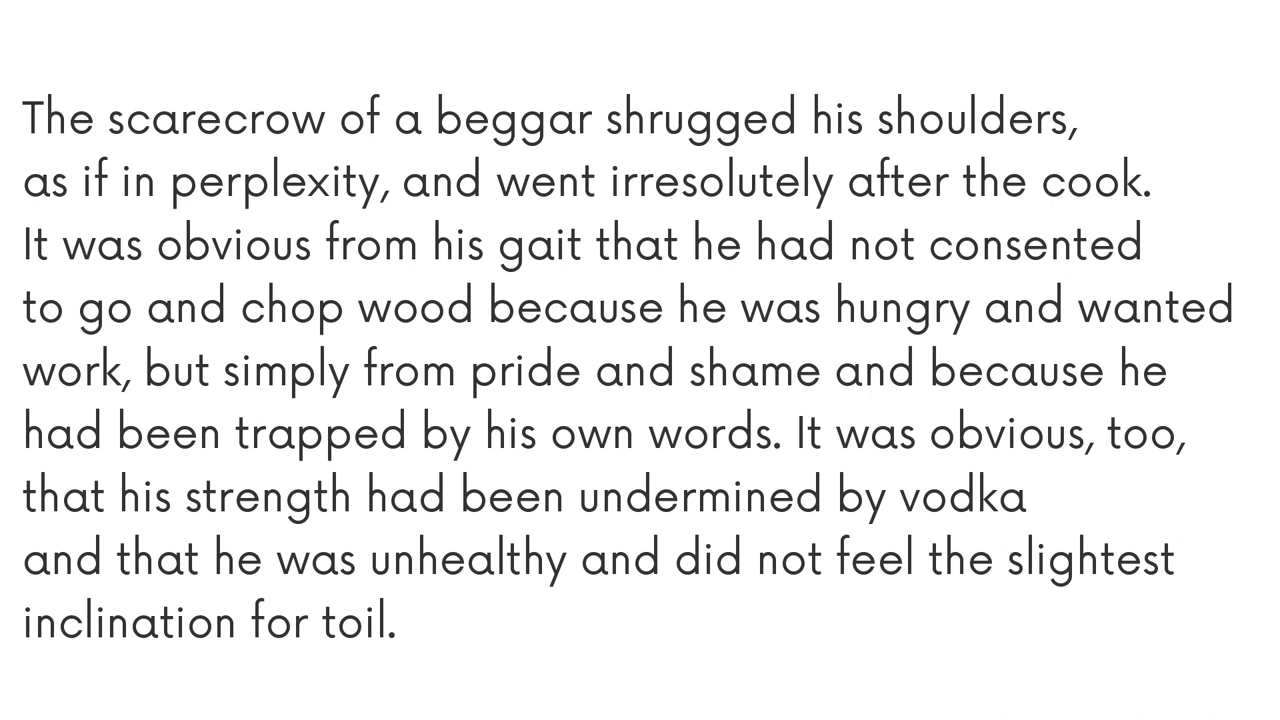 The scarecrow of a beggar shrugged his shoulders,
as if in perplexity, and went irresolutely after the cook.
It was obvious from his gait that he had not consented
to go and chop wood because he was hungry and wanted
work, but simply from pride and shame and because he
had been trapped by his own words. It was obvious, too,
that his strength had been undermined by vodka
and that he was unhealthy and did not feel the slightest
inclination for toil.